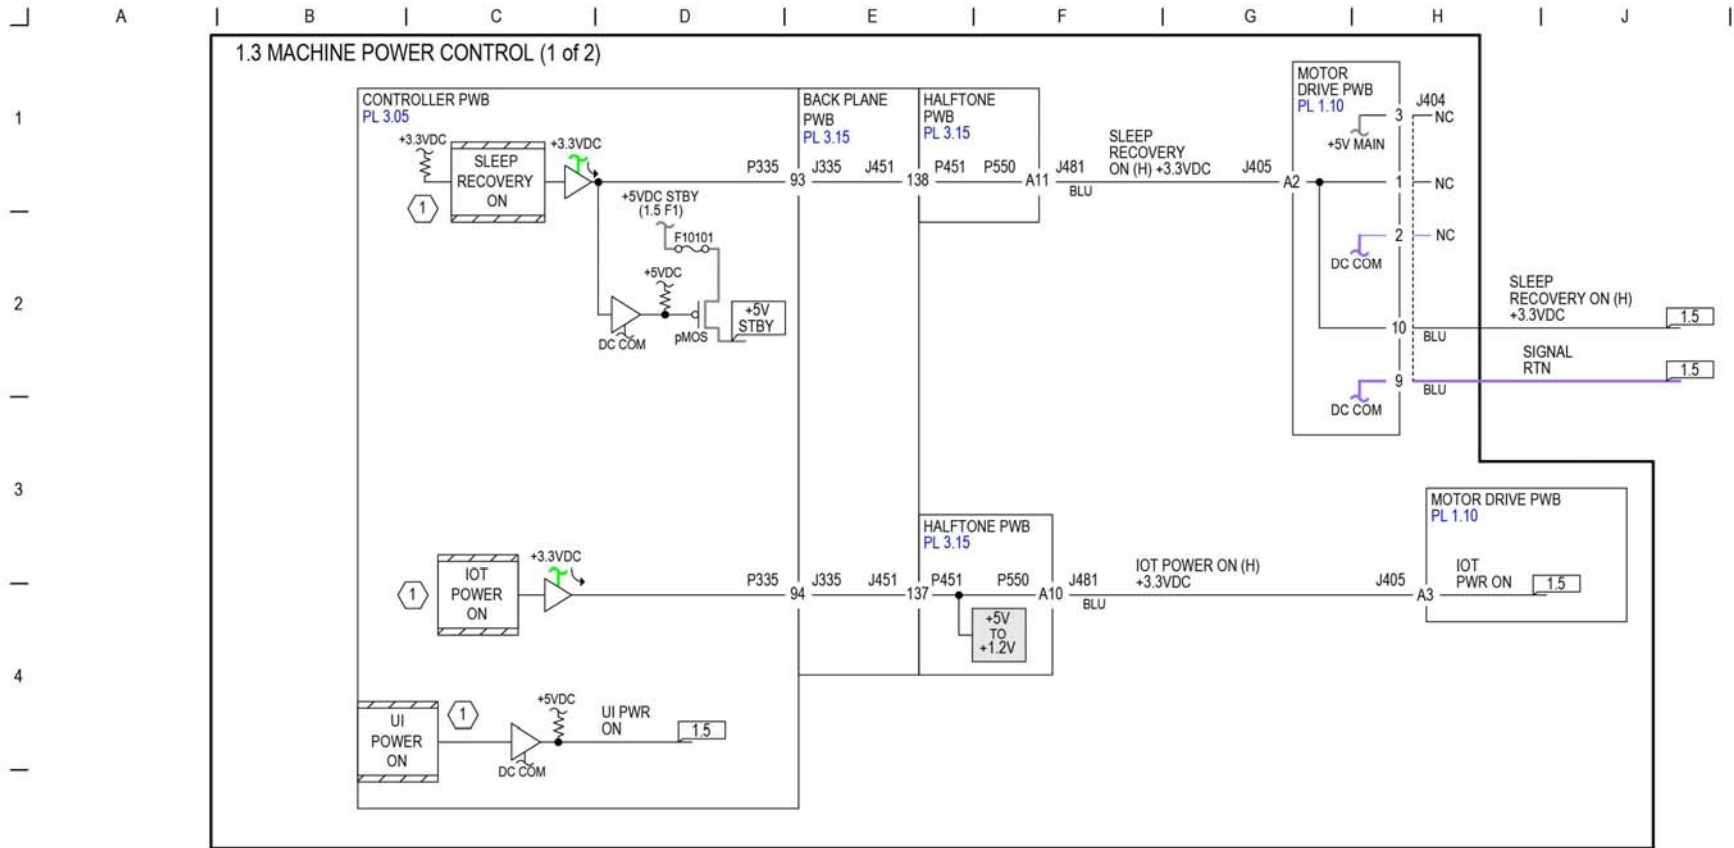 A B C D E F G H J
1.3 MACHINE POWER CONTROL (1 of 2)
1
CONTROLLER PWB
PL 3.05
BACK PLANE
PWB
PL 3.15
HALFTONE
PWB
PL 3.15
MOTOR
DRIVE PWB
PL 1.10
+3.3VDC
SLEEP
RECOVERY
ON
1
+3.3VDC
P335
93
J335
J451
138
P451
P550
A11
J481
BLU
SLEEP
RECOVERY
ON (H) +3.3VDC
J405
A2
+5V MAIN
3
J404
NC
1
NC
2
NC
DC COM
+5VDC STBY
(1.5 F1)
F10101
2
+5VDC
DC COM
pMOS
+5V
STBY
10
BLU
SLEEP
RECOVERY ON (H)
+3.3VDC
1.5
SIGNAL
RTN
1.5
9
BLU
DC COM
3
HALFTONE PWB
PL 3.15
MOTOR DRIVE PWB
PL 1.10
IOT
POWER
ON
1
+3.3VDC
P335
94
J335
J451
137
P451
P550
A10
J481
BLU
+5V
TO
+1.2V
IOT POWER ON (H)
+3.3VDC
J405
A3
IOT
PWR ON
1.5
4
UI
POWER
ON
1
+5VDC
DC COM
UI PWR
ON
1.5